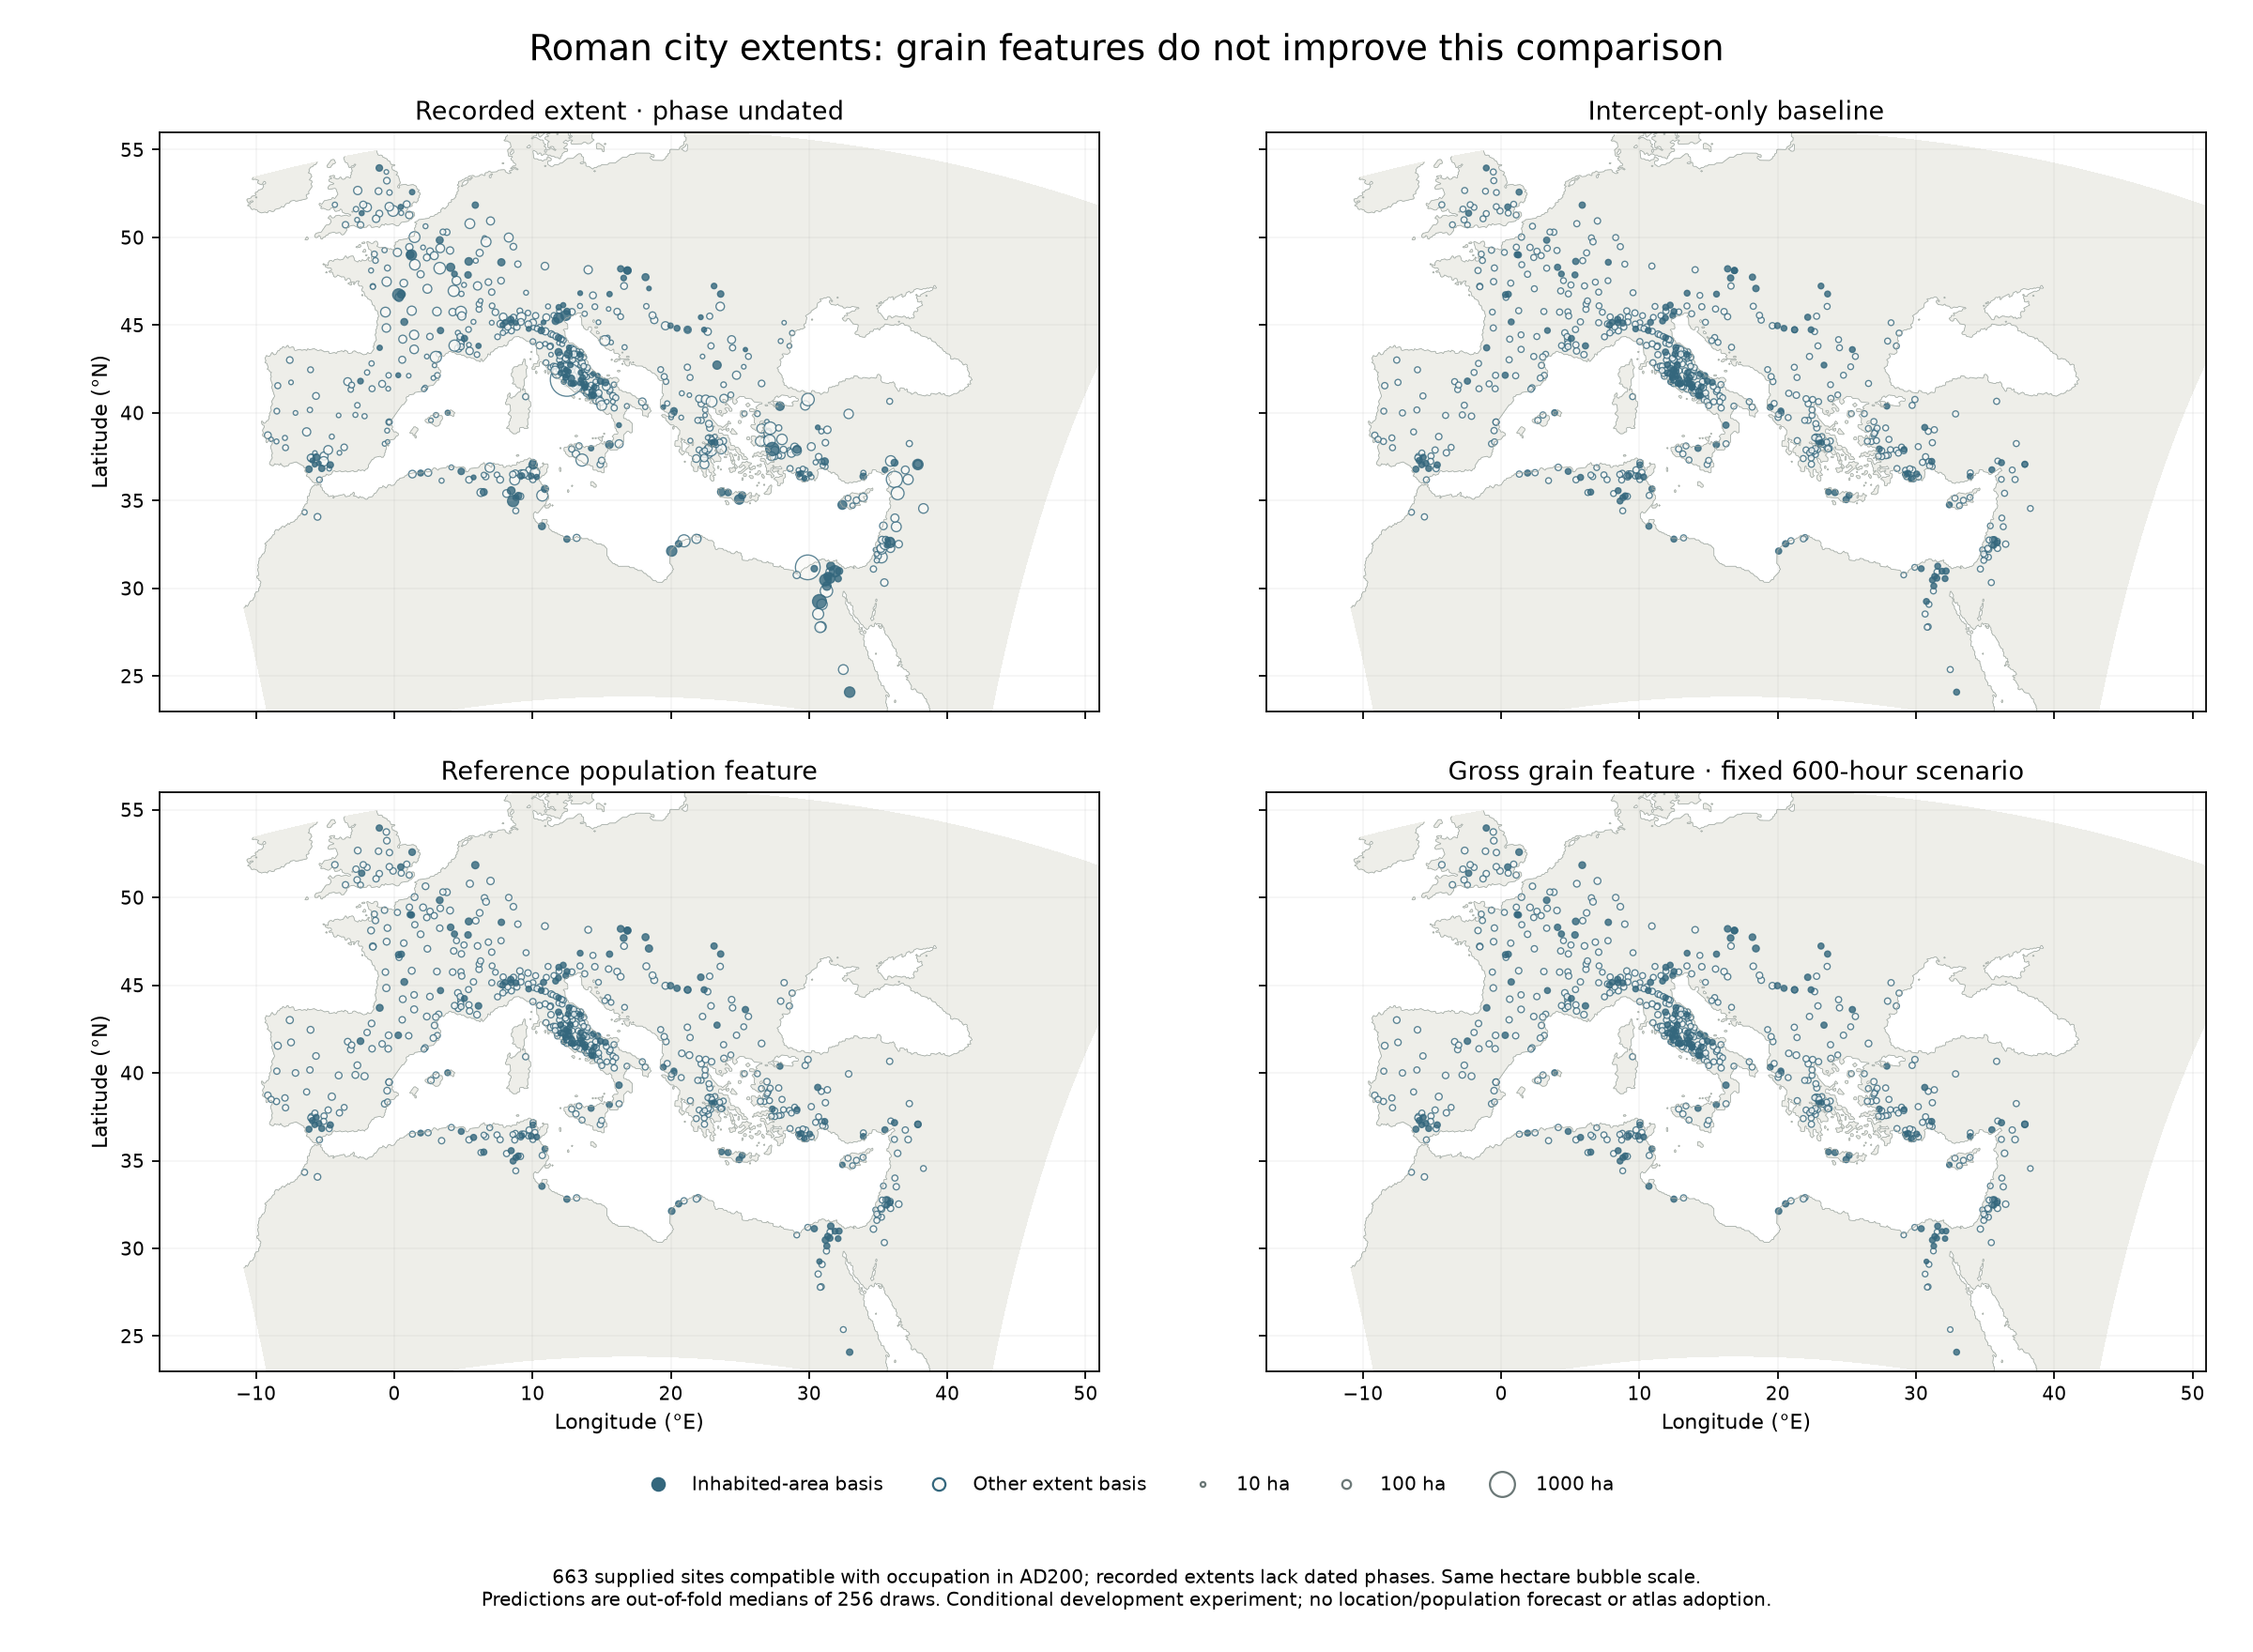 Roman city extents: grain features do not improve this comparison
Recorded extent · phase undated
Intercept-only baseline
55
50
45
40
35
30
25
Latitude (°N)
Reference population feature
Gross grain feature · fixed 600-hour scenario
55
50
45
40
35
30
25
Latitude (°N)
−10 0 10 20 30 40 50
−10 0 10 20 30 40 50
Longitude (°E)
Longitude (°E)
Inhabited-area basis Other extent basis 10 ha 100 ha 1000 ha
663 supplied sites compatible with occupation in AD200; recorded extents lack dated phases. Same hectare bubble scale.
Predictions are out-of-fold medians of 256 draws. Conditional development experiment; no location/population forecast or atlas adoption.